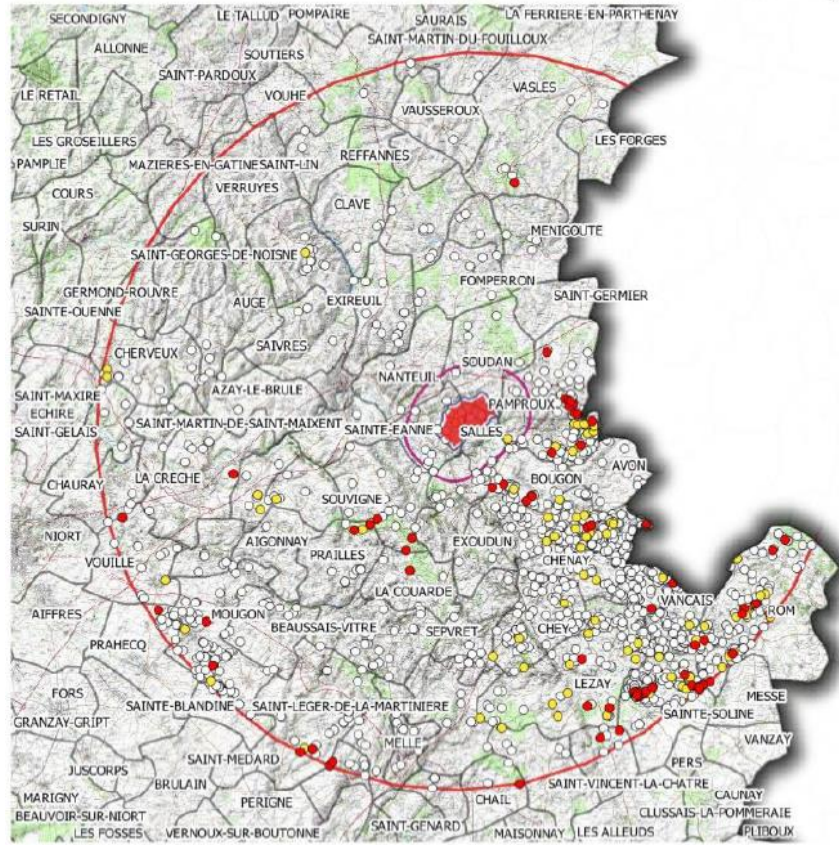 SECONDIGNY
LE TALLUD
POMPAIRE
SAURAIS
LA FERRIERE-EN-PARTHENAY
ALLONNE
SOUTIERS
SAINT-MARTIN-DU-FOUILLOUX
SAINT-PARDOUX
LE RETAIL
VOUHE
VASLES
VAUSSEROUX
LES GROSEILLERS
LES FORGES
PAMPLIE
MAZIERES-EN-GATINE
SAINT-LIN
REFFANNES
COURS
VERRUYES
CLAVE
SURIN
MENIGOUTE
SAINT-GEORGES-DE-NOISNE
GERMOND-ROUVRE
FOMPERRON
SAINTE-OUENNE
AUGE
EXIREUIL
SAINT-GERMIER
CHERVEUX
SAIVRES
SOUDAN
NANTEUIL
SAINT-MAXIRE
AZAY-LE-BRULE
PAMPROUX
ECHIRE
SAINT-GELAIS
SAINT-MARTIN-DE-SAINT-MAIXENT
SAINTE-EANNE
SALLES
AVON
CHAURAY
LA CRECHE
SOUVIGNE
BOUGON
NIORT
AIGONNAY
PRAILLES
EXOUDUN
VOUILLE
CHENAY
LA COUARDE
VANCAIS
AIFFRES
MOUGON
BEAUSSAIS-VITRE
SEPVRET
CHEY
ROM
PRAHECQ
FORS
LEZAY
MESSE
SAINTE-BLANDINE
SAINT-LEGER-DE-LA-MARTINIERE
SAINTE-SOLINE
GRANZAY-GRIPT
MELLE
VANZAY
SAINT-MEDARD
PERS
JUSCORPS
BRULAIN
SAINT-VINCENT-LA-CHATRE
CAUNAY
MARIGNY
PERIGNE
CHAIL
CLUSSAIS-LA-POMMERAIE
BEAUVOIR-SUR-NIORT
SAINT-GENARD
LES FOSSES
VERNOUX-SUR-BOUTONNE
MAISONNAY
LES ALLEUDS
PLIBOUX